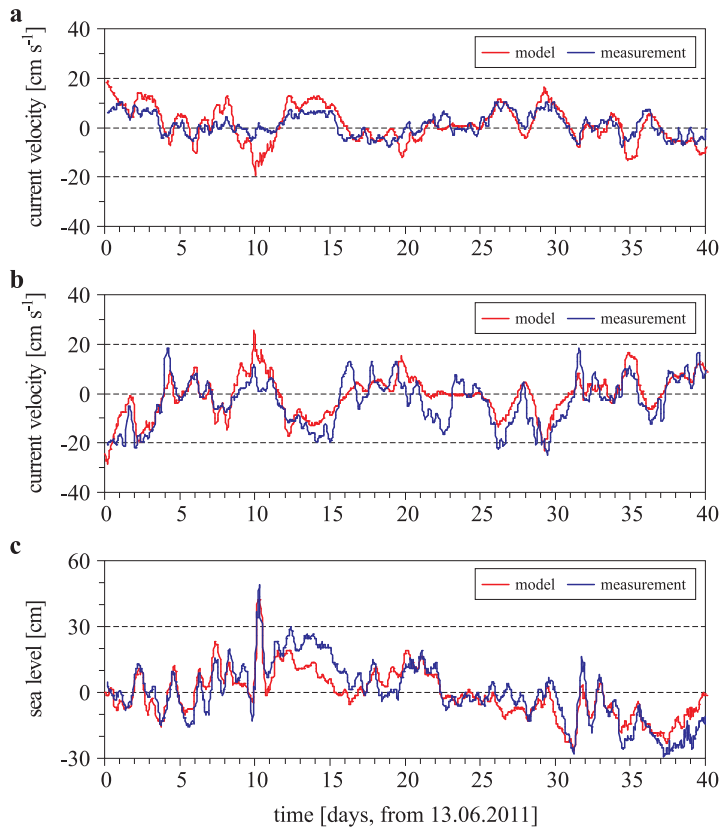 a
40
20
0
-20
-40
current velocity [cm s-1]
model
measurement
0 5 10 15 20 25 30 35 40
b
40
20
0
-20
-40
current velocity [cm s-1]
model
measurement
0 5 10 15 20 25 30 35 40
c
60
30
0
-30
sea level [cm]
model
measurement
0 5 10 15 20 25 30 35 40
time [days, from 13.06.2011]